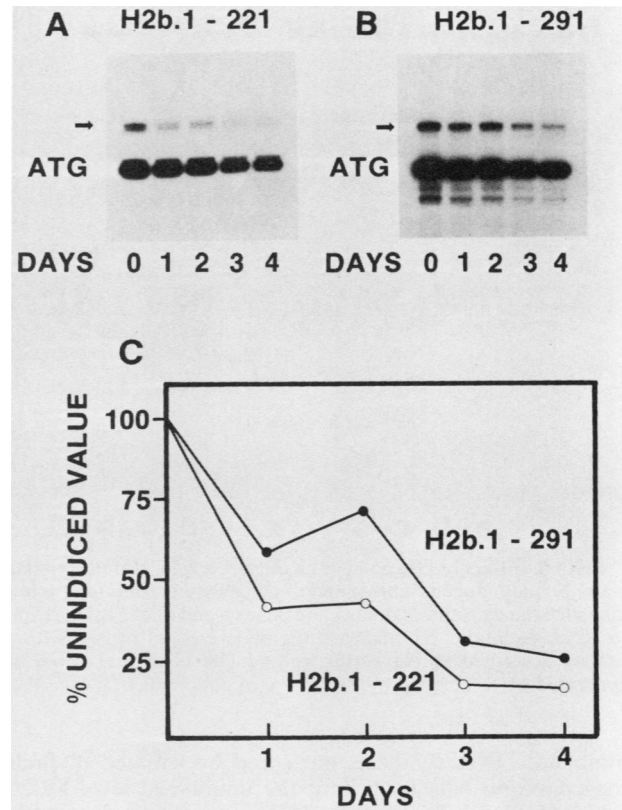 A H2b.1 - 221
B H2b.1 - 291
ATG
ATG
DAYS 0 1 2 3 4
DAYS 0 1 2 3 4
C
% UNINDUCED VALUE
100
75
50
25
H2b.1 - 291
H2b.1 - 221
1 2 3 4
DAYS